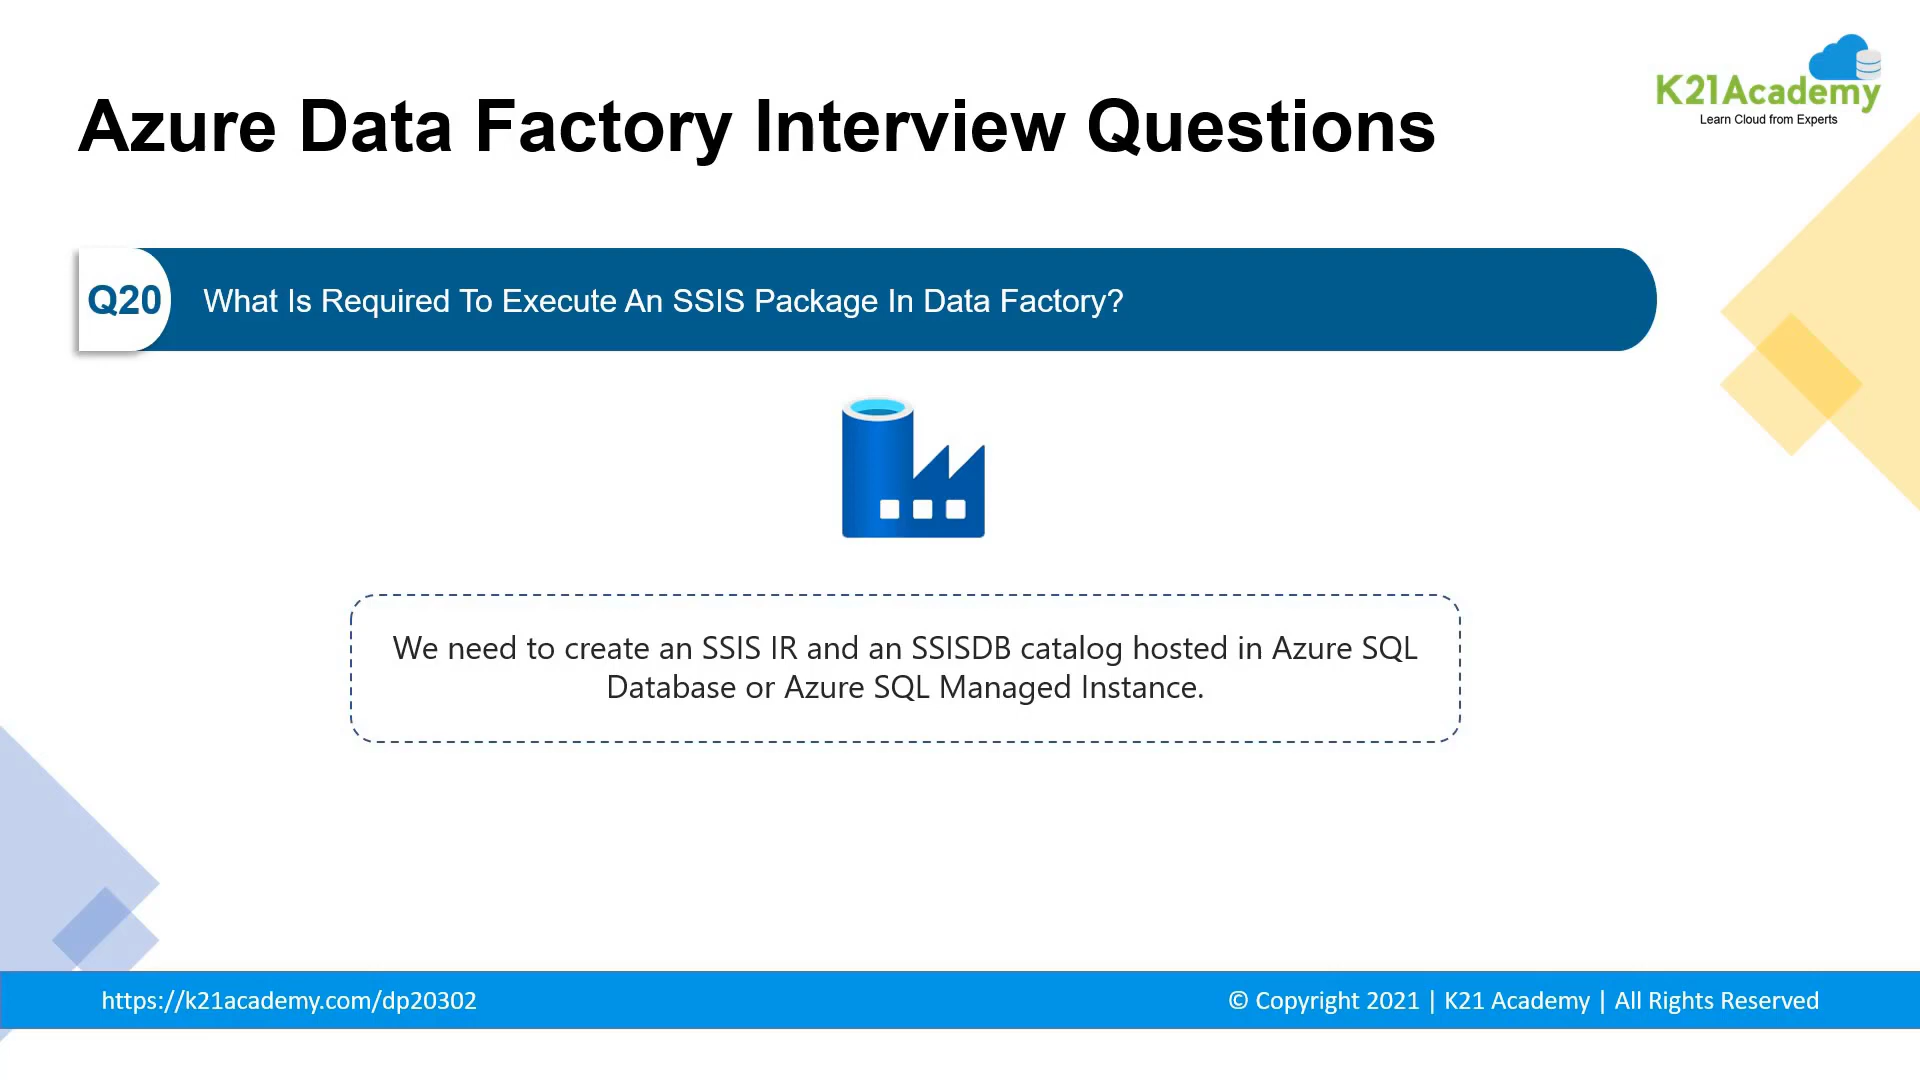 K21Academy
Learn Cloud from Experts
Azure Data Factory Interview Questions
Q20 What Is Required To Execute An SSIS Package In Data Factory?
We need to create an SSIS IR and an SSISDB catalog hosted in Azure SQL
Database or Azure SQL Managed Instance.
https://k21academy.com/dp20302 © Copyright 2021 | K21 Academy | All Rights Reserved